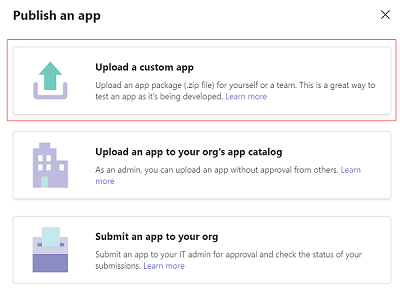 Publish an app
Upload a custom app
Upload an app package (.zip file) for yourself or a team. This is a great way to
test an app as it's being developed. Learn more
Upload an app to your org's app catalog
As an admin, you can upload an app without approval from others. Learn
more
Submit an app to your org
Submit an app to your IT admin for approval and check the status of your
submissions. Learn more